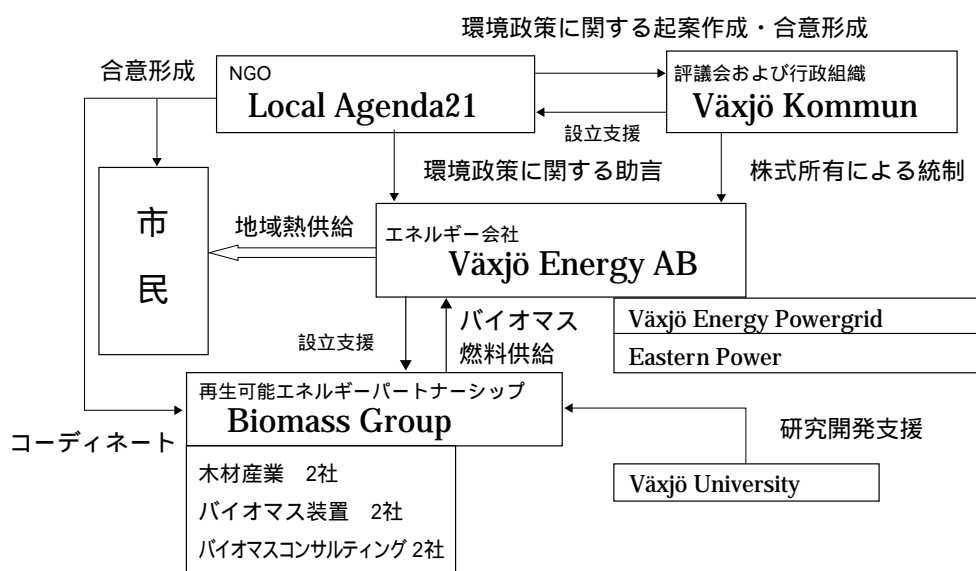 環境政策に関する起案作成・合意形成
合意形成
NGO
Local Agenda21
評議会および行政組織
Växjö Kommun
設立支援
環境政策に関する助言
株式所有による統制
市
民
地域熱供給
エネルギー会社
Växjö Energy AB
Växjö Energy Powergrid
Eastern Power
設立支援
バイオマス
燃料供給
再生可能エネルギーパートナーシップ
Biomass Group
コーディネート
研究開発支援
木材産業　2社
バイオマス装置　2社
バイオマスコンサルティング 2社
Växjö University